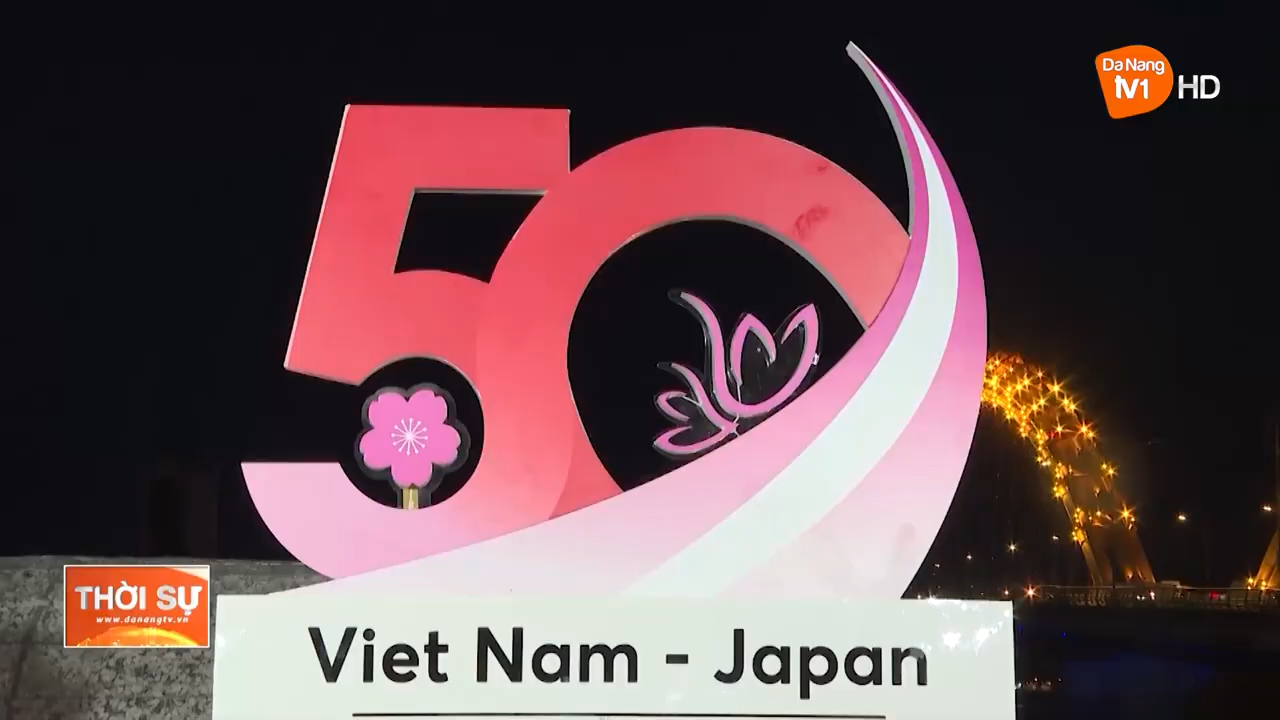 Da Nang
TV1 HD
50
THỜI SỰ
www.danangtv.vn
Viet Nam - Japan